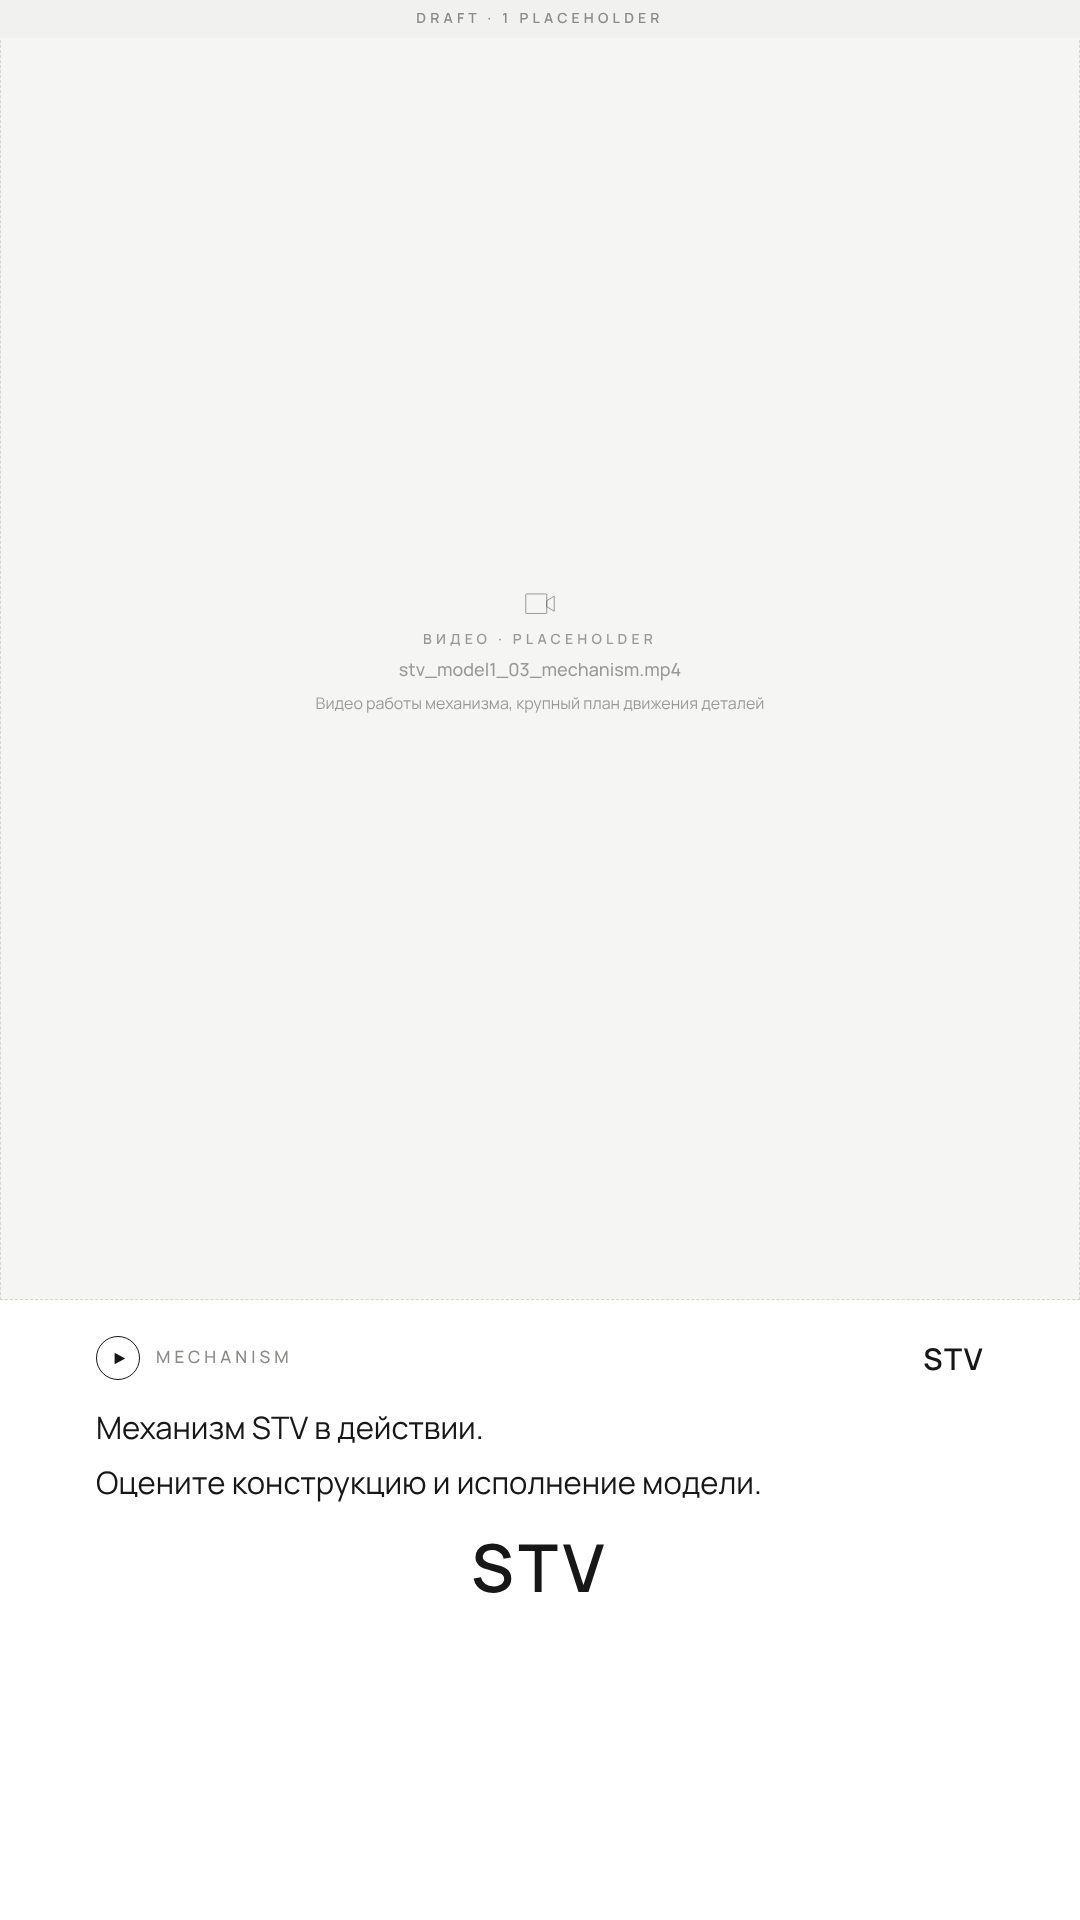 DRAFT · 1 PLACEHOLDER
ВИДЕО · PLACEHOLDER
stv_model1_03_mechanism.mp4
Видео работы механизма, крупный план движения деталей
MECHANISM
STV
Механизм STV в действии.
Оцените конструкцию и исполнение модели.
STV